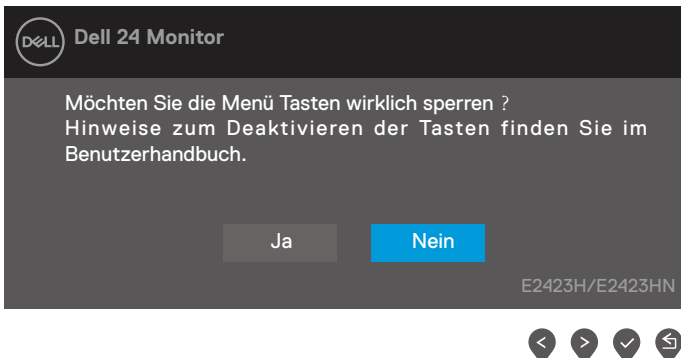 DELL Dell 24 Monitor
Möchten Sie die Menü Tasten wirklich sperren ?
Hinweise zum Deaktivieren der Tasten finden Sie im
Benutzerhandbuch.
Ja Nein
E2423H/E2423HN